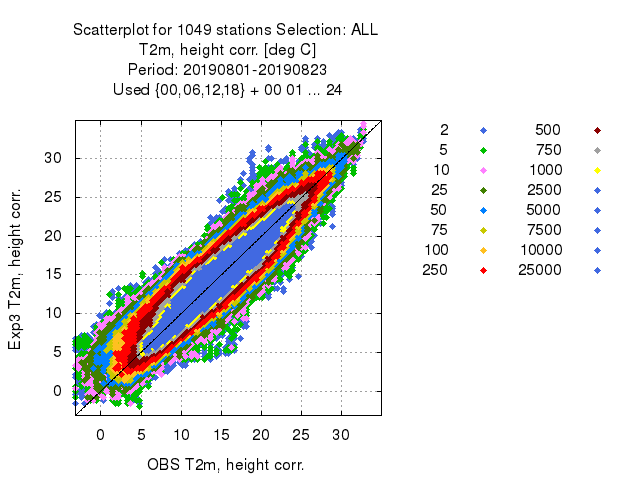 Scatterplot for 1049 stations Selection: ALL
T2m, height corr. [deg C]
Period: 20190801-20190823
Used {00,06,12,18} + 00 01 ... 24
2 500
5 750
10 1000
25 2500
50 5000
75 7500
100 10000
250 25000
Exp3 T2m, height corr.
30
25
20
15
10
5
0
0 5 10 15 20 25 30
OBS T2m, height corr.